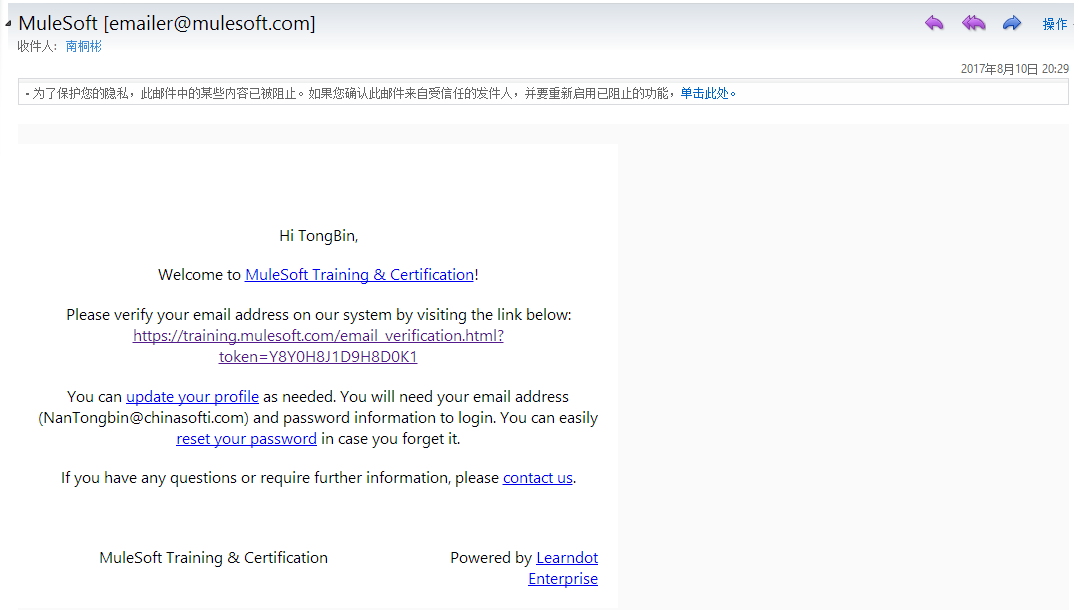 MuleSoft [emailer@mulesoft.com]
操作
收件人: 南桐彬
2017年8月10日 20:29
- 为了保护您的隐私，此邮件中的某些内容已被阻止。如果您确认此邮件来自受信任的发件人，并要重新启用已阻止的功能，单击此处。
Hi TongBin,
Welcome to MuleSoft Training & Certification!
Please verify your email address on our system by visiting the link below:
https://training.mulesoft.com/email_verification.html?
token=Y8Y0H8J1D9H8D0K1
You can update your profile as needed. You will need your email address
(NanTongbin@chinasofti.com) and password information to login. You can easily
reset your password in case you forget it.
If you have any questions or require further information, please contact us.
MuleSoft Training & Certification
Powered by Learndot
Enterprise